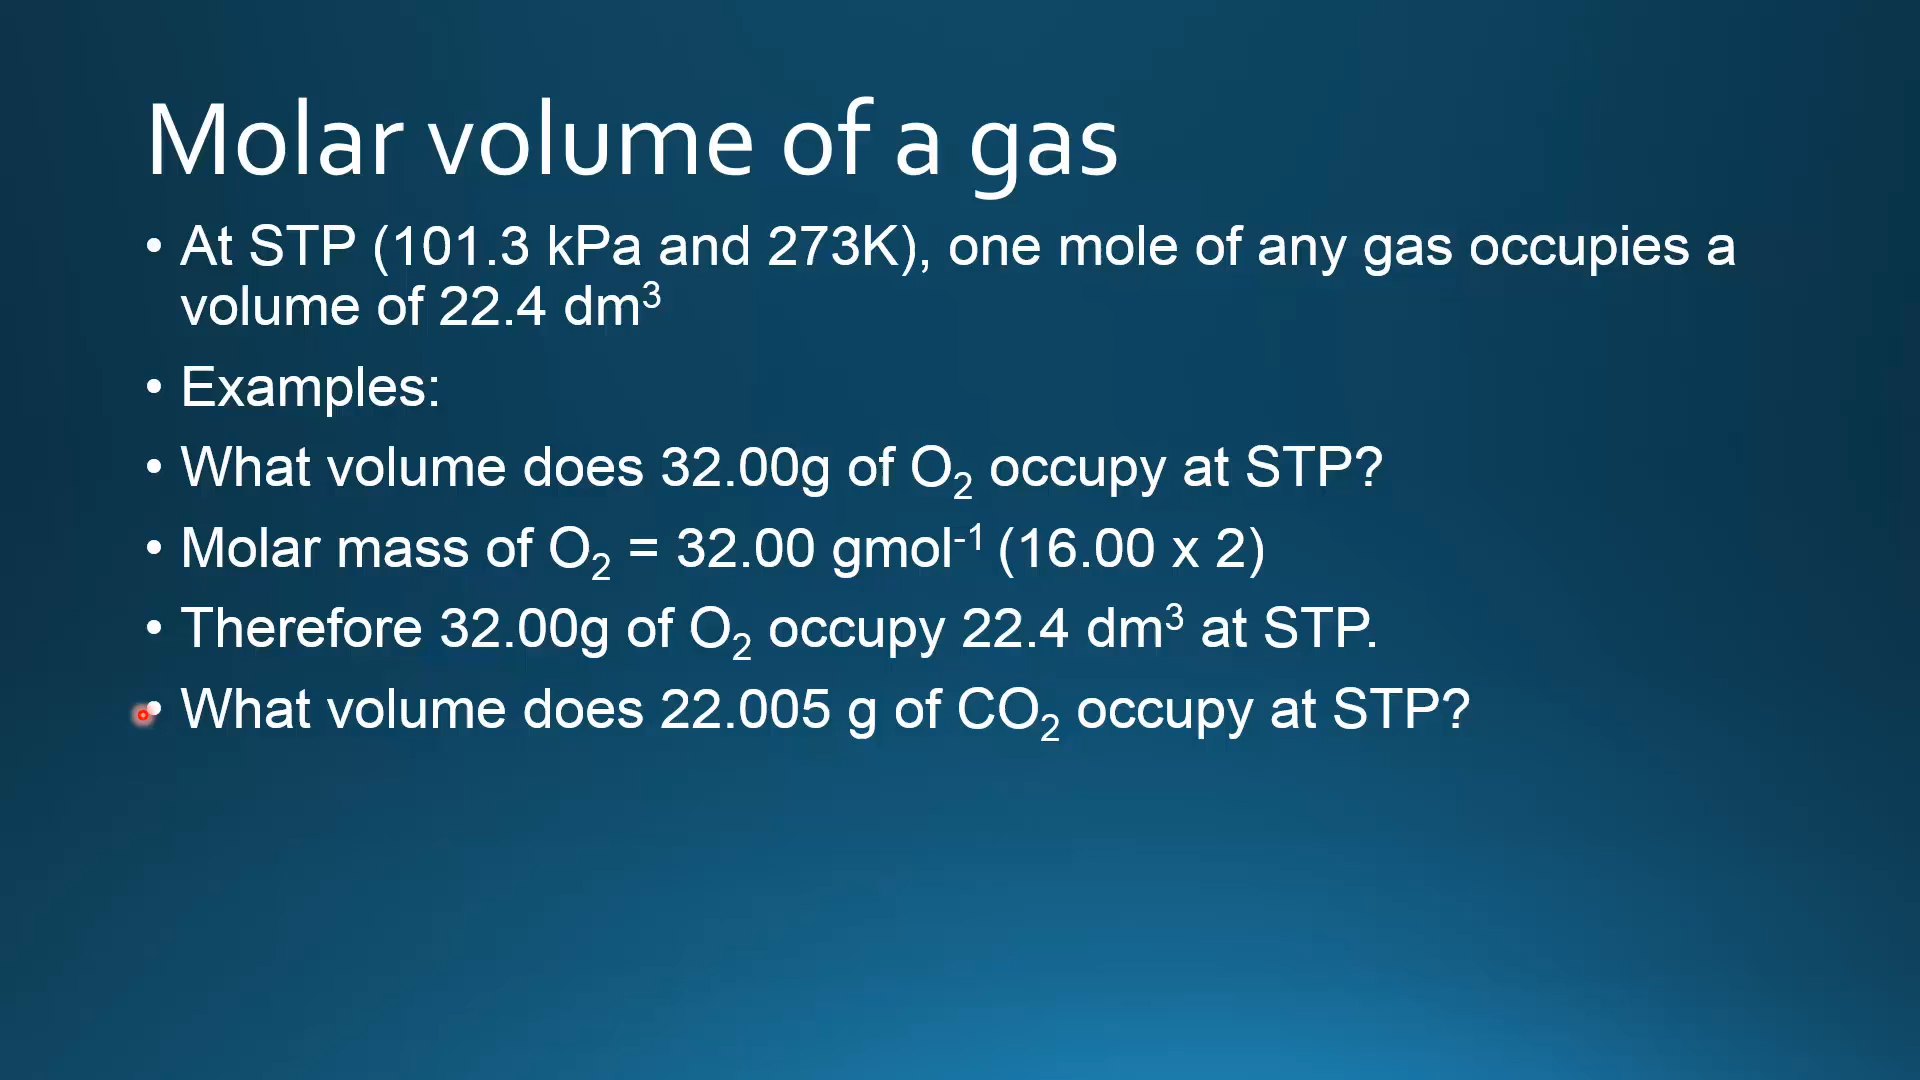 Molar volume of a gas
• At STP (101.3 kPa and 273K), one mole of any gas occupies a
volume of 22.4 dm³
• Examples:
• What volume does 32.00g of O₂ occupy at STP?
• Molar mass of O₂ = 32.00 gmol⁻¹ (16.00 x 2)
• Therefore 32.00g of O₂ occupy 22.4 dm³ at STP.
• What volume does 22.005 g of CO₂ occupy at STP?